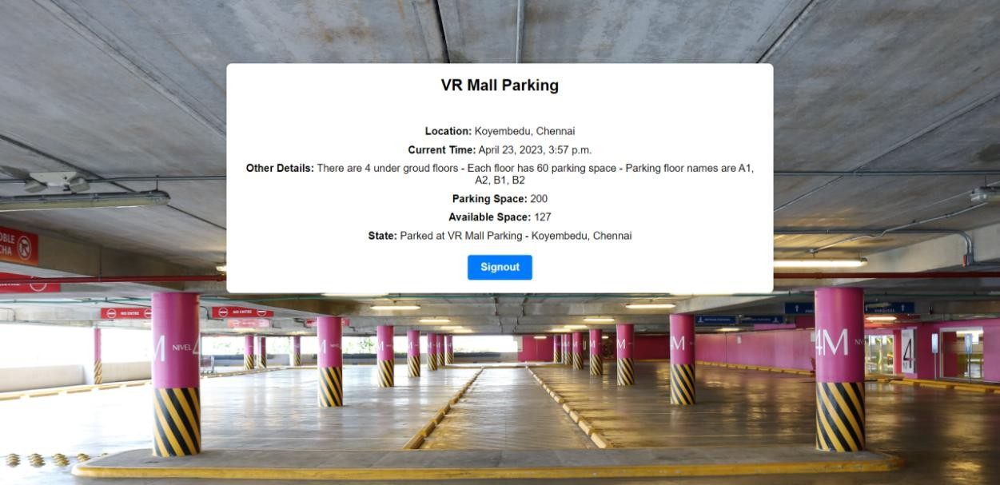 VR Mall Parking
Location: Koyembedu, Chennai
Current Time: April 23, 2023, 3:57 p.m.
Other Details: There are 4 under groud floors - Each floor has 60 parking space - Parking floor names are A1,
A2, B1, B2
Parking Space: 200
Available Space: 127
State: Parked at VR Mall Parking - Koyembedu, Chennai
Signout
NO ENTRE
NO ENTRE
M NIVEL 4
M
M
M
4M
4